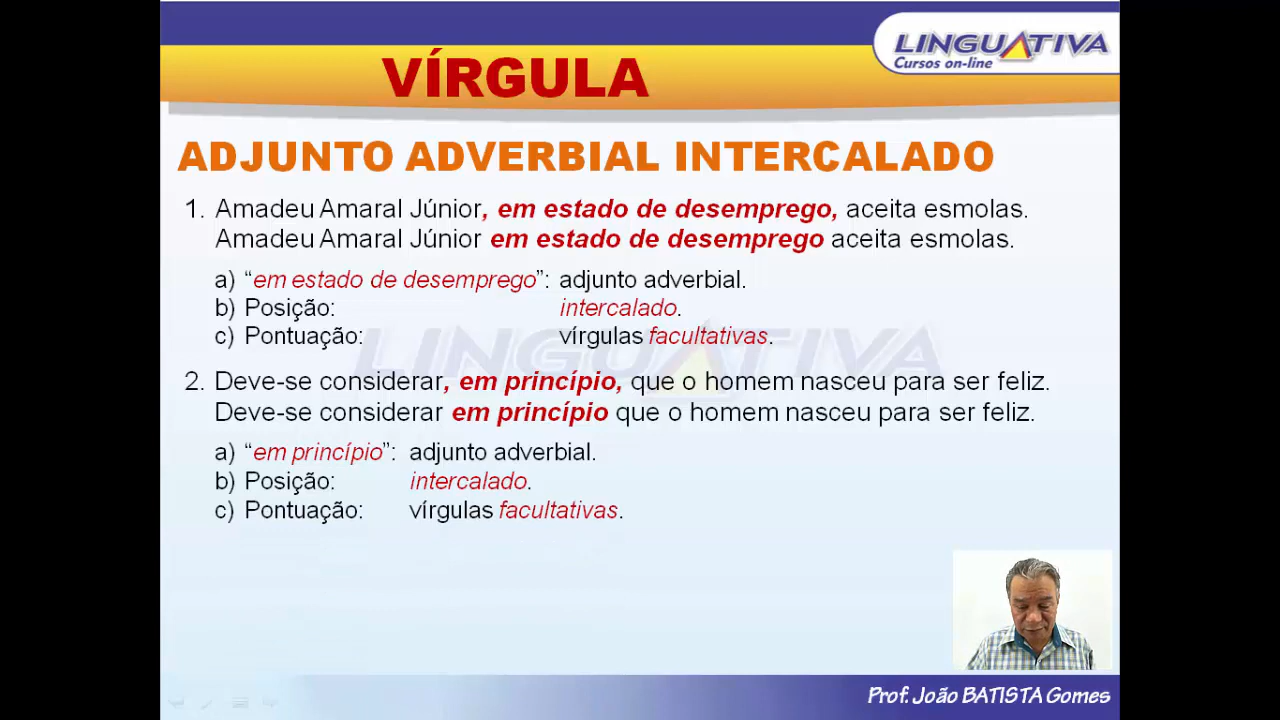 LINGUATIVA
Cursos on-line
VÍRGULA
ADJUNTO ADVERBIAL INTERCALADO
1. Amadeu Amaral Júnior, em estado de desemprego, aceita esmolas.
Amadeu Amaral Júnior em estado de desemprego aceita esmolas.
a) “em estado de desemprego”: adjunto adverbial.
b) Posição: intercalado.
c) Pontuação: vírgulas facultativas.
LINGUATIVA
2. Deve-se considerar, em princípio, que o homem nasceu para ser feliz.
Deve-se considerar em princípio que o homem nasceu para ser feliz.
a) “em princípio”: adjunto adverbial.
b) Posição: intercalado.
c) Pontuação: vírgulas facultativas.
Prof. João BATISTA Gomes